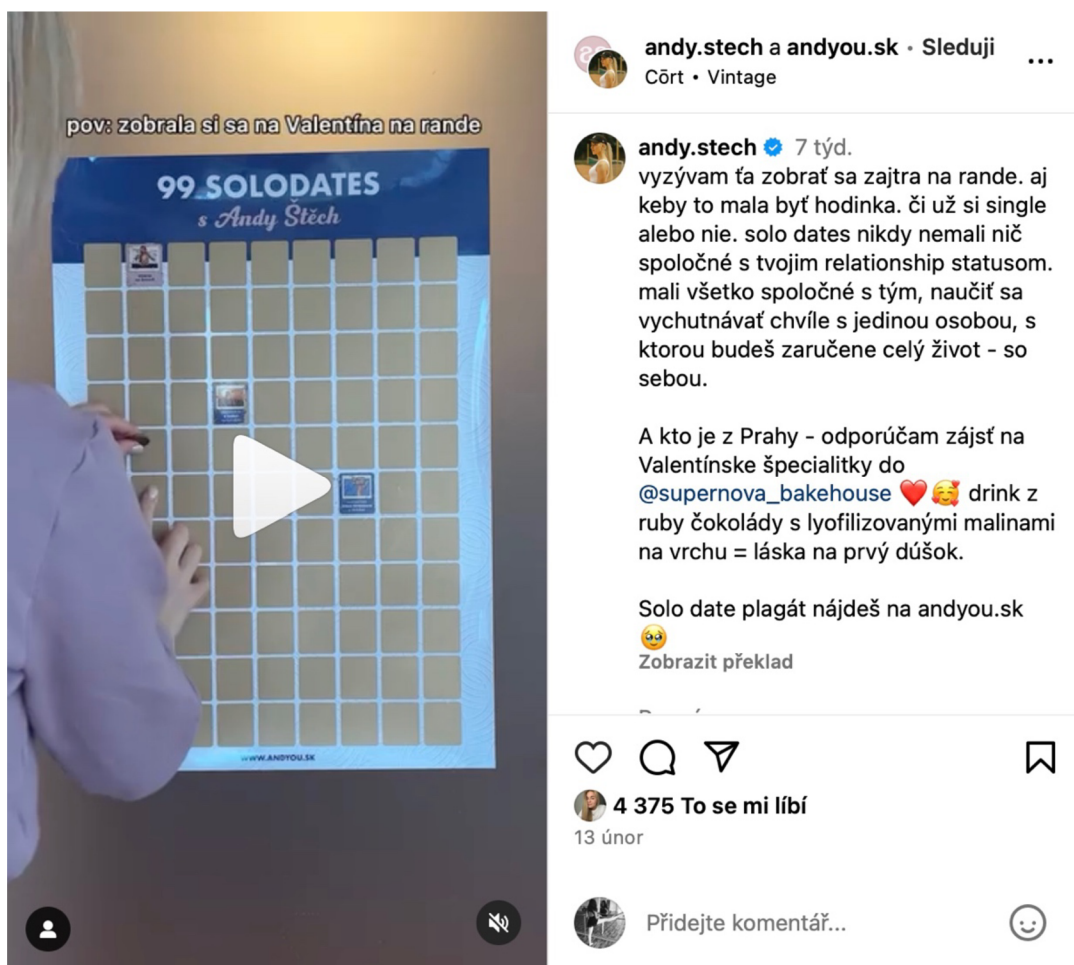 pov: zobrala si sa na Valentína na rande
99 SOLODATES
s Andy Štěch
WWW.ANDYOU.SK
andy.stech a andyou.sk • Sleduji
Cōrt • Vintage
andy.stech 7 týd.
vyzývam ťa zobrať sa zajtra na rande. aj
keby to mala byť hodinka. či už si single
alebo nie. solo dates nikdy nemali nič
spoločné s tvojim relationship statusom.
mali všetko spoločné s tým, naučiť sa
vychutnávať chvíle s jedinou osobou, s
ktorou budeš zaručene celý život - so
sebou.
A kto je z Prahy - odporúčam zájsť na
Valentínske špecialitky do
@supernova_bakehouse ❤️🥰 drink z
ruby čokolády s lyofilizovanými malinami
na vrchu = láska na prvý dúšok.
Solo date plagát nájdeš na andyou.sk
🥹
Zobrazit překlad
4 375 To se mi líbí
13 únor
Přidejte komentář...